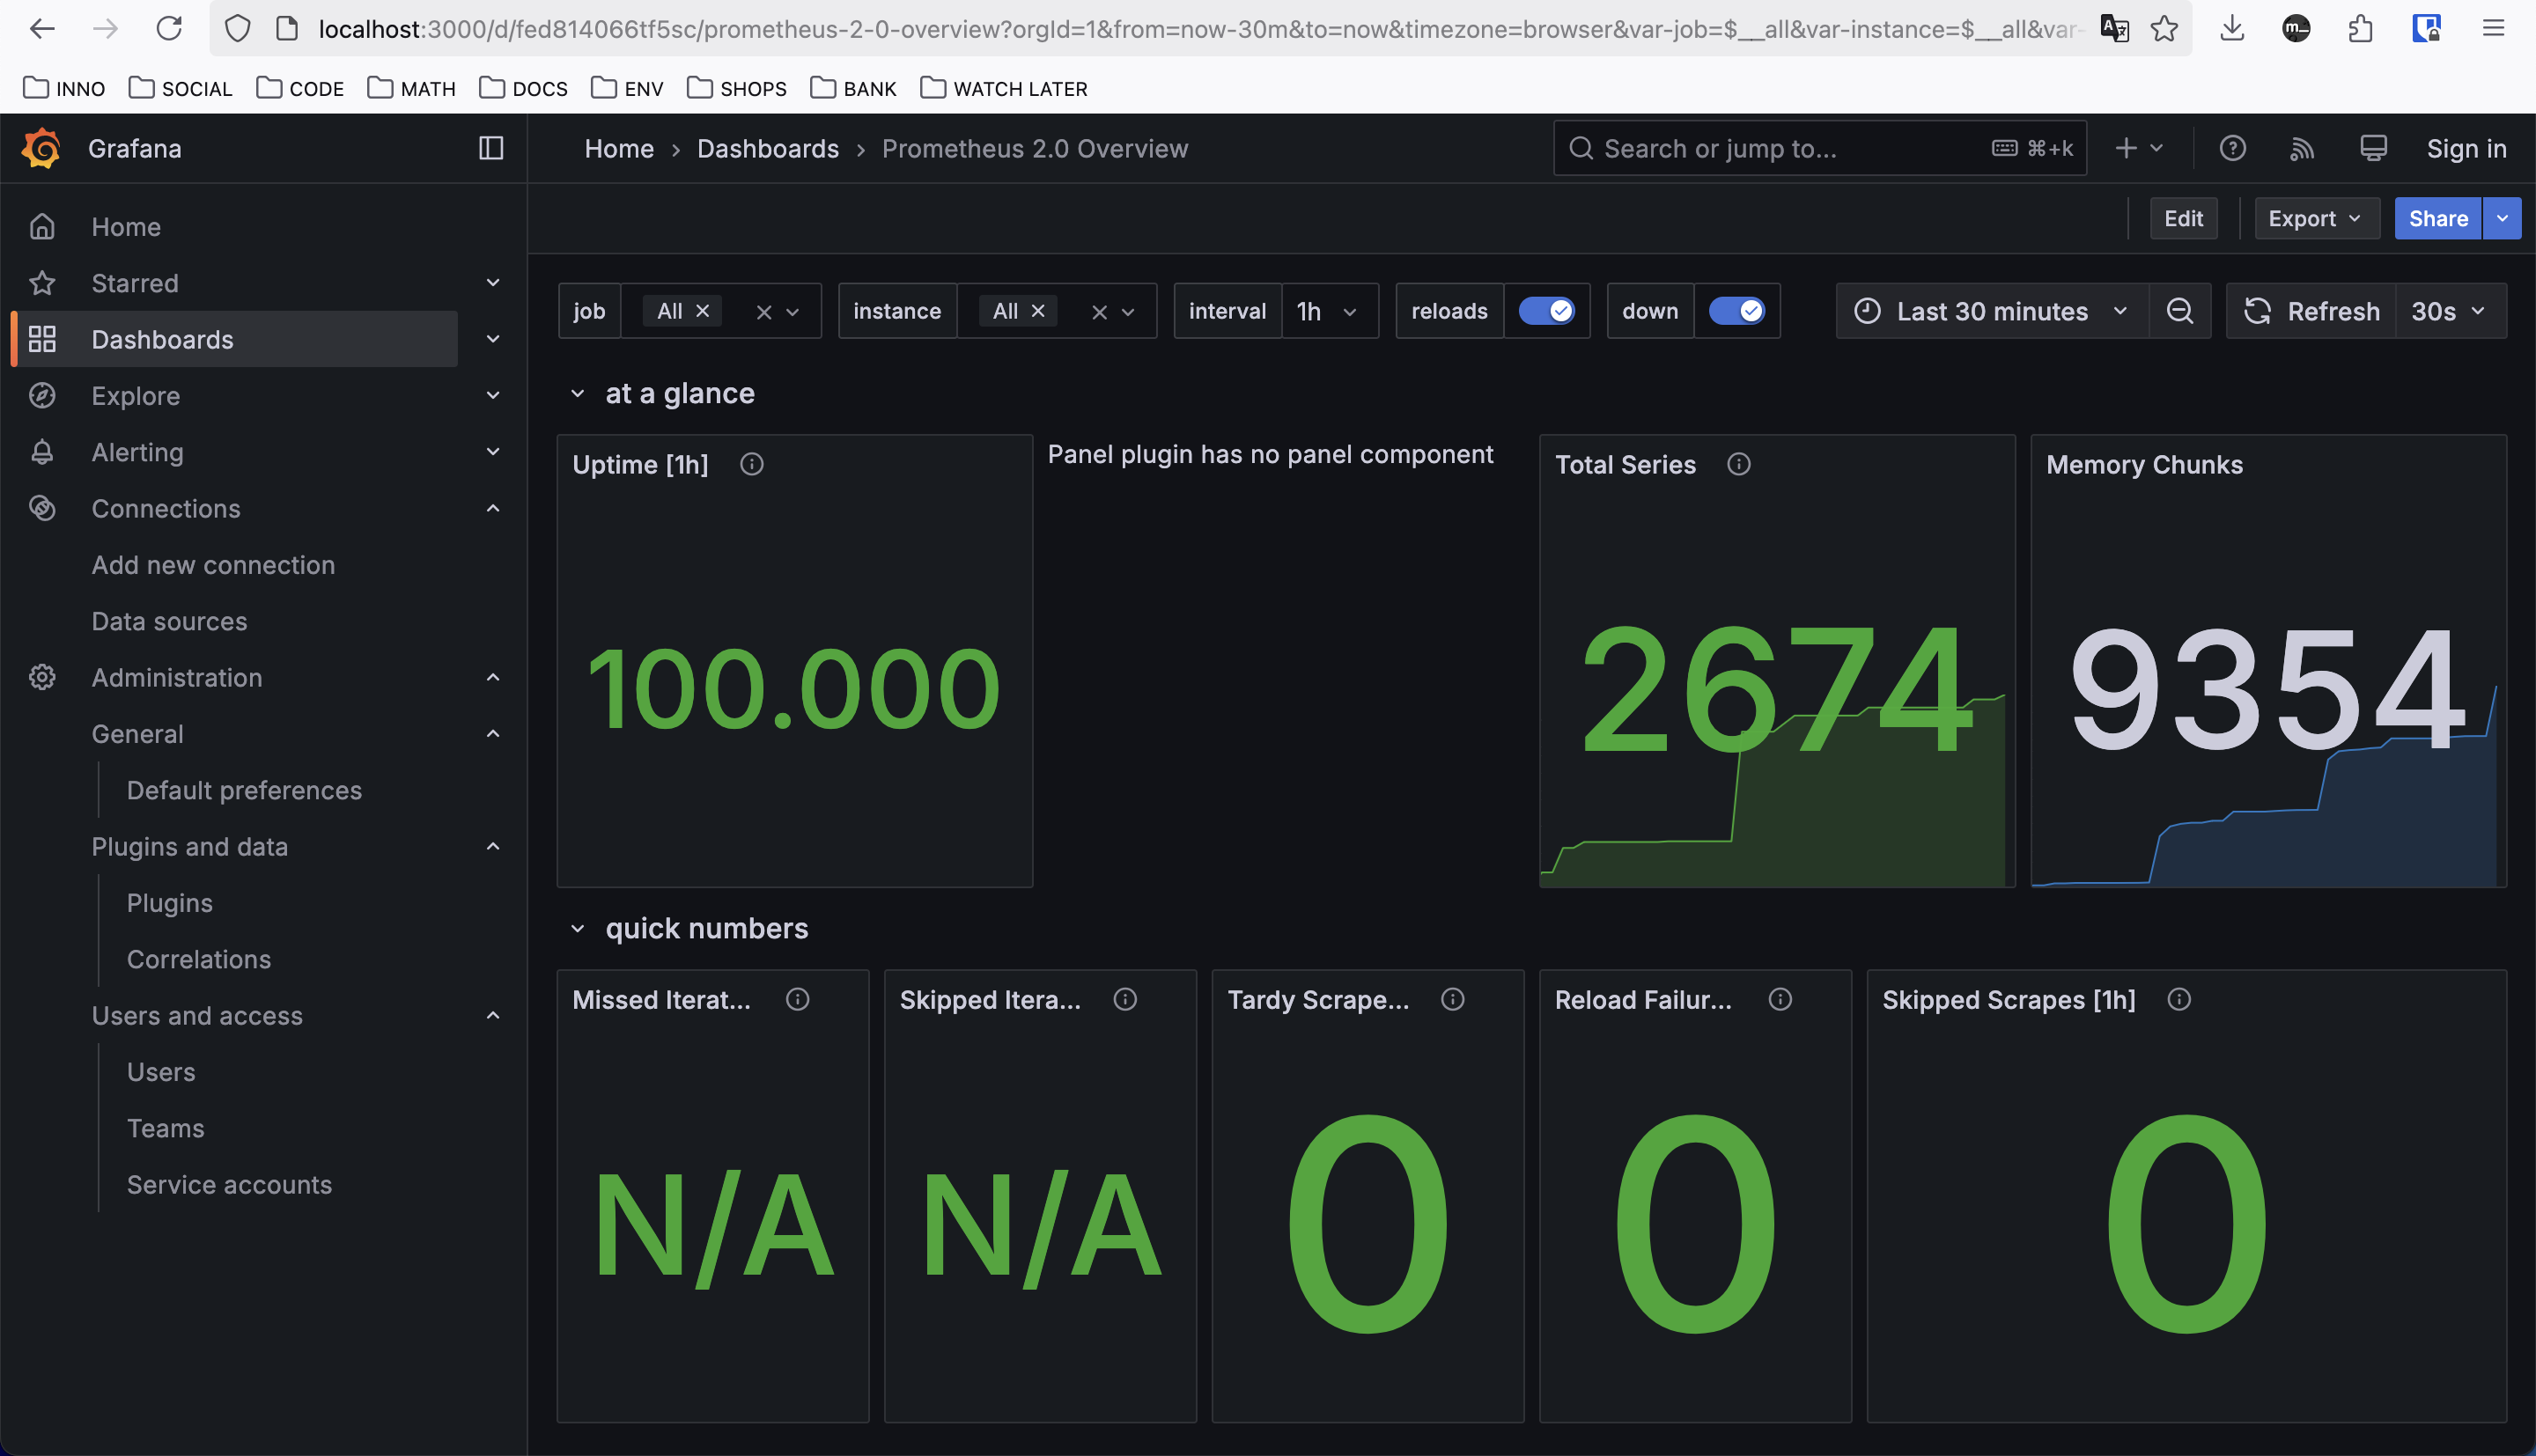 localhost:3000/d/fed814066tf5sc/prometheus-2-0-overview?orgId=1&from=now-30m&to=now&timezone=browser&var-job=$__all&var-instance=$__all&var-
INNO SOCIAL CODE MATH DOCS ENV SHOPS BANK WATCH LATER
Grafana
Home › Dashboards › Prometheus 2.0 Overview
Search or jump to... ⌘+k
Sign in
Edit Export Share
Home
Starred
Dashboards
Explore
Alerting
Connections
Add new connection
Data sources
Administration
General
Default preferences
Plugins and data
Plugins
Correlations
Users and access
Users
Teams
Service accounts
job All instance All interval 1h reloads down Last 30 minutes Refresh 30s
at a glance
Uptime [1h]
100.000
Panel plugin has no panel component
Total Series
2674
Memory Chunks
9354
quick numbers
Missed Iterat...
N/A
Skipped Itera...
N/A
Tardy Scrape...
0
Reload Failur...
0
Skipped Scrapes [1h]
0